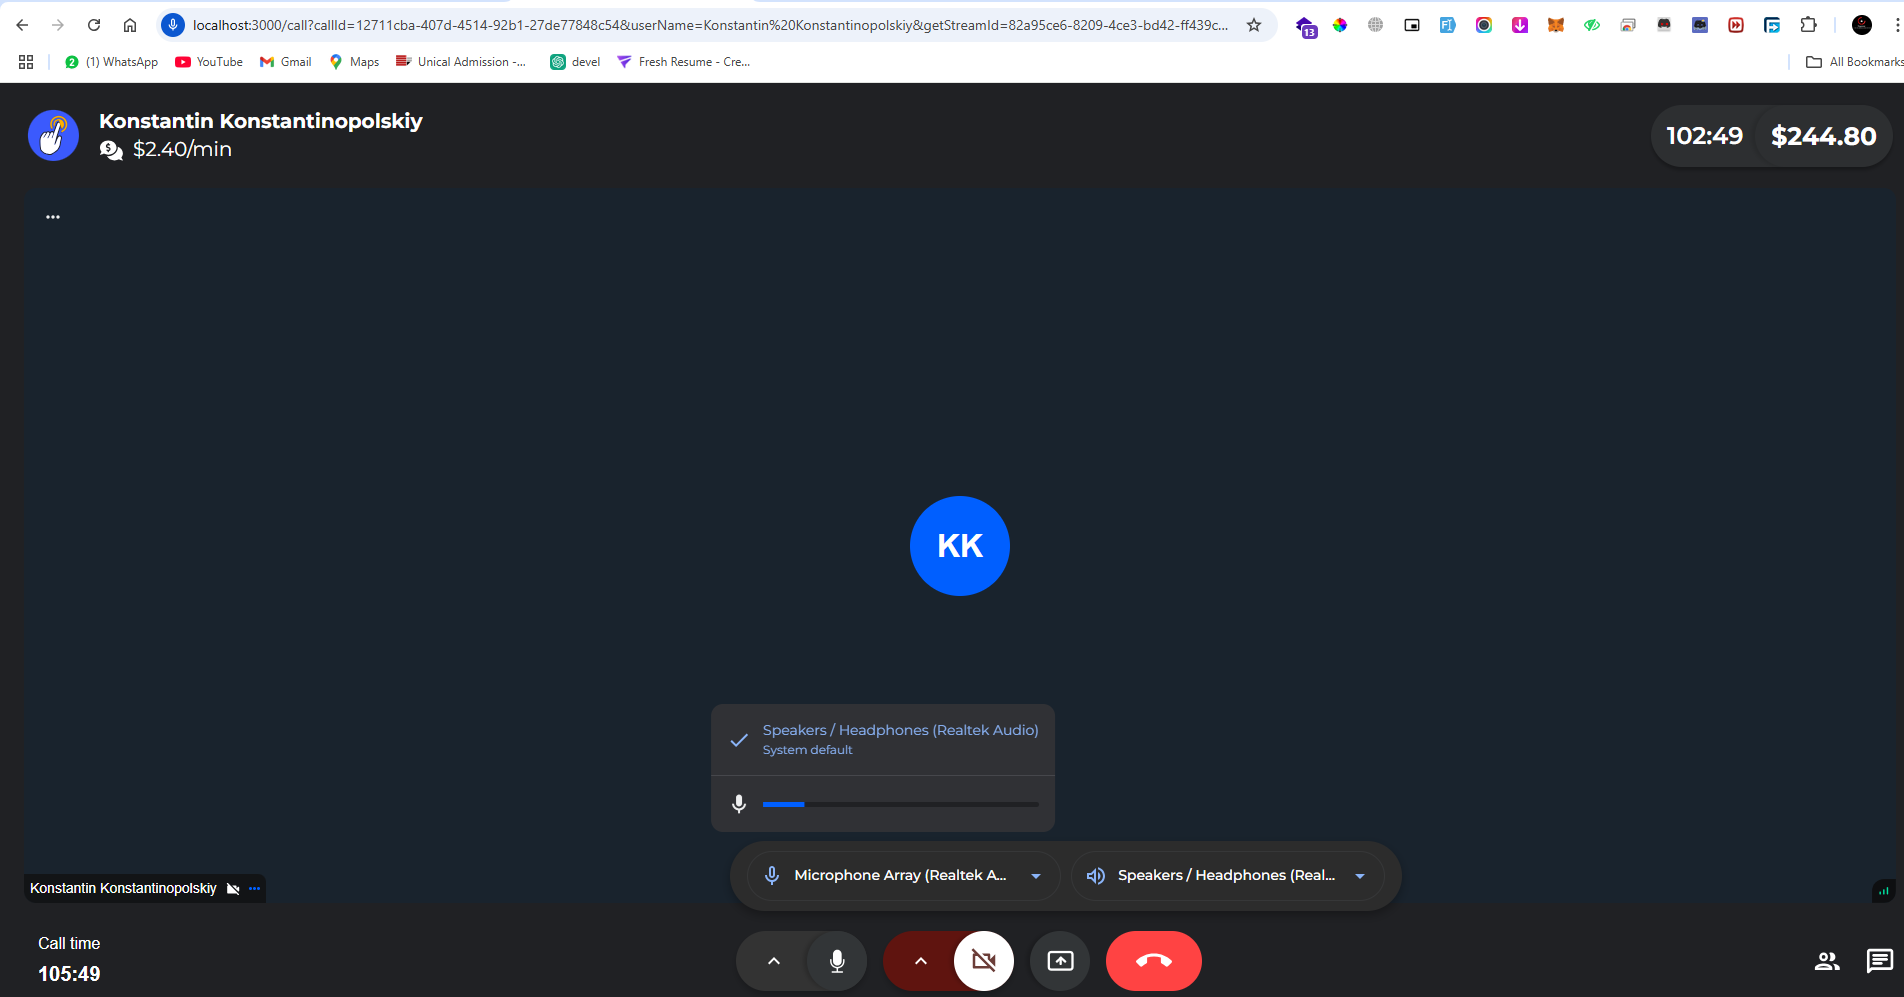 localhost:3000/call?callId=12711cba-407d-4514-92b1-27de77848c54&userName=Konstantin%20Konstantinopolskiy&getStreamId=82a95ce6-8209-4ce3-bd42-ff439c...
13
2 (1) WhatsApp YouTube Gmail Maps Unical Admission -... devel Fresh Resume - Cre... All Bookmarks
Konstantin Konstantinopolskiy
$2.40/min
102:49 $244.80
KK
Speakers / Headphones (Realtek Audio)
System default
Microphone Array (Realtek A... Speakers / Headphones (Real...
Konstantin Konstantinopolskiy
Call time
105:49